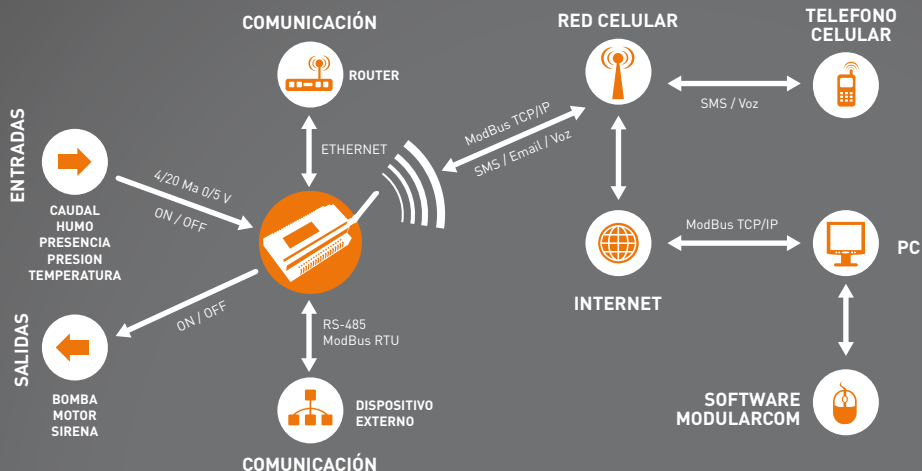 COMUNICACIÓN
ROUTER
ETHERNET
ENTRADAS
4/20 Ma 0/5 V
ON / OFF
CAUDAL
HUMO
PRESENCIA
PRESION
TEMPERATURA
SALIDAS
ON / OFF
BOMBA
MOTOR
SIRENA
RS-485
ModBus RTU
DISPOSITIVO
EXTERNO
COMUNICACIÓN
ModBus TCP/IP
SMS / Email / Voz
RED CELULAR
SMS / Voz
TELEFONO
CELULAR
INTERNET
ModBus TCP/IP
PC
SOFTWARE
MODULARCOM